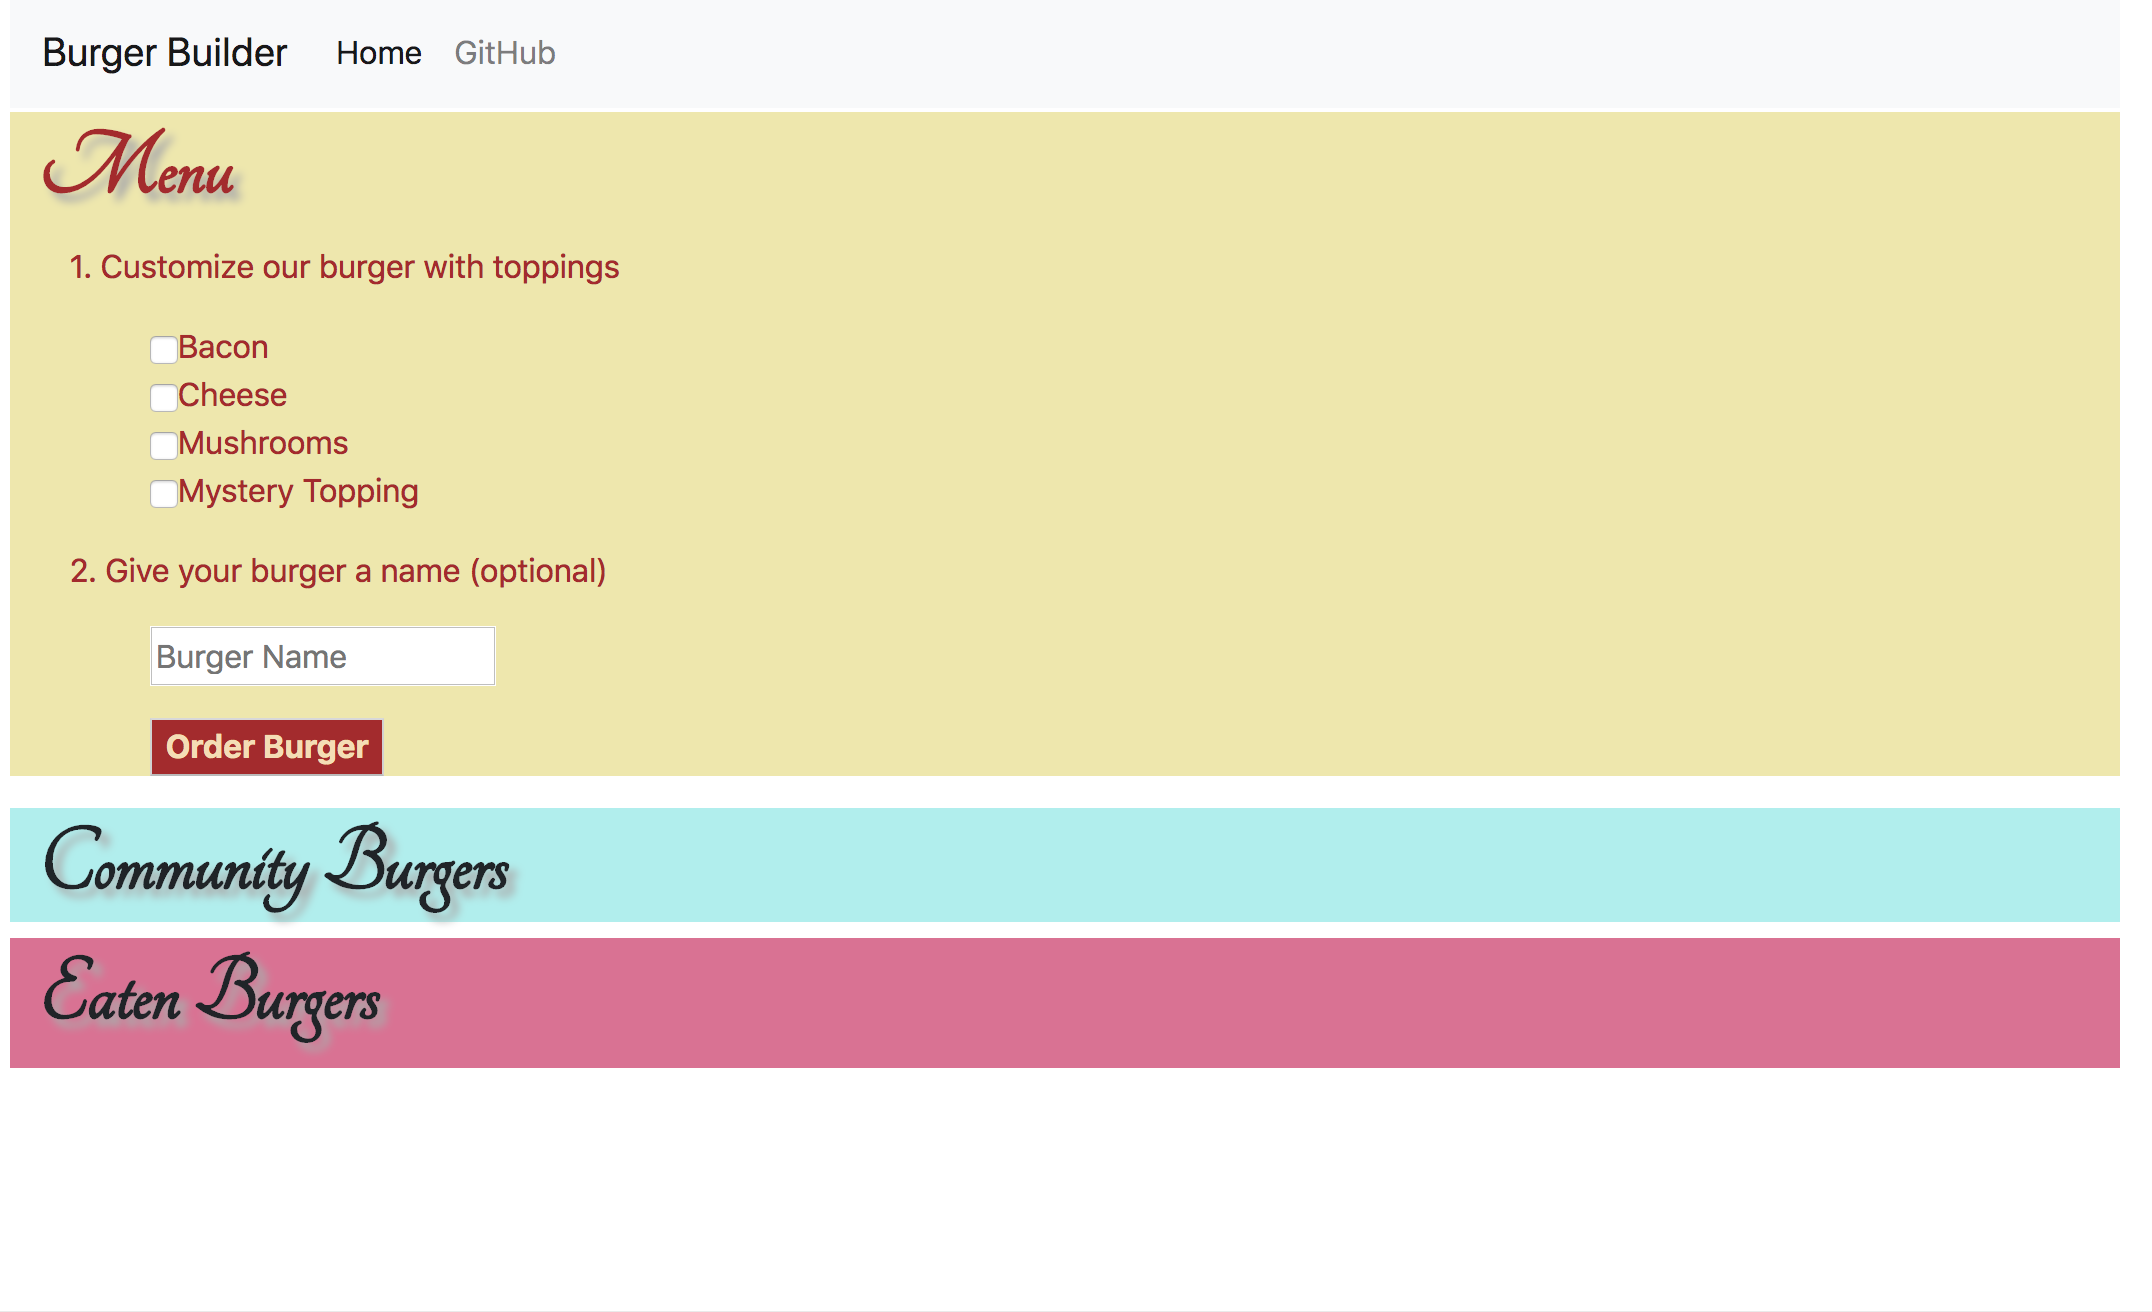 Burger Builder Home GitHub
Menu
1. Customize our burger with toppings
Bacon
Cheese
Mushrooms
Mystery Topping
2. Give your burger a name (optional)
Burger Name
Order Burger
Community Burgers
Eaten Burgers